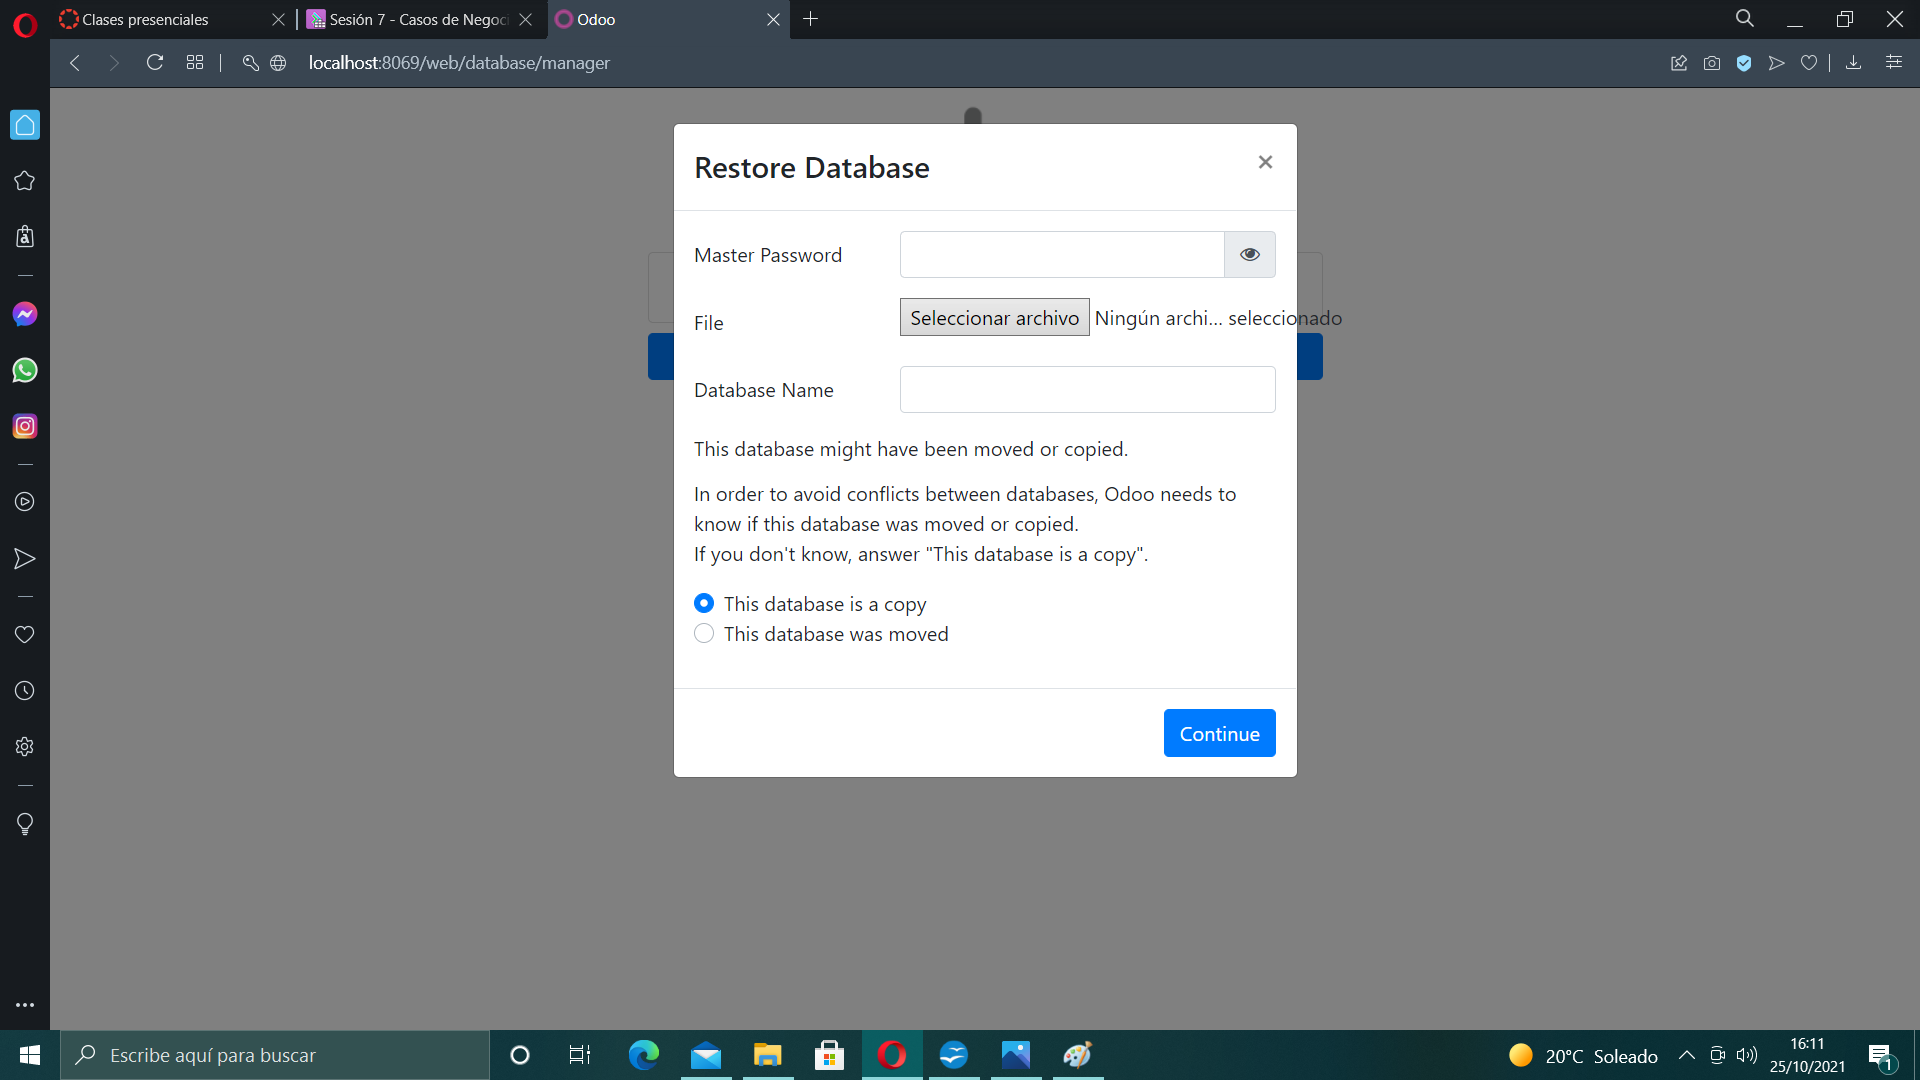 Clases presenciales
Sesión 7 - Casos de Negoci
Odoo
localhost:8069/web/database/manager
Restore Database
×
Master Password
File
Seleccionar archivo
Ningún archi... seleccionado
Database Name
This database might have been moved or copied.
In order to avoid conflicts between databases, Odoo needs to
know if this database was moved or copied.
If you don't know, answer "This database is a copy".
This database is a copy
This database was moved
Continue
Escribe aquí para buscar
20°C Soleado
16:11
25/10/2021
1